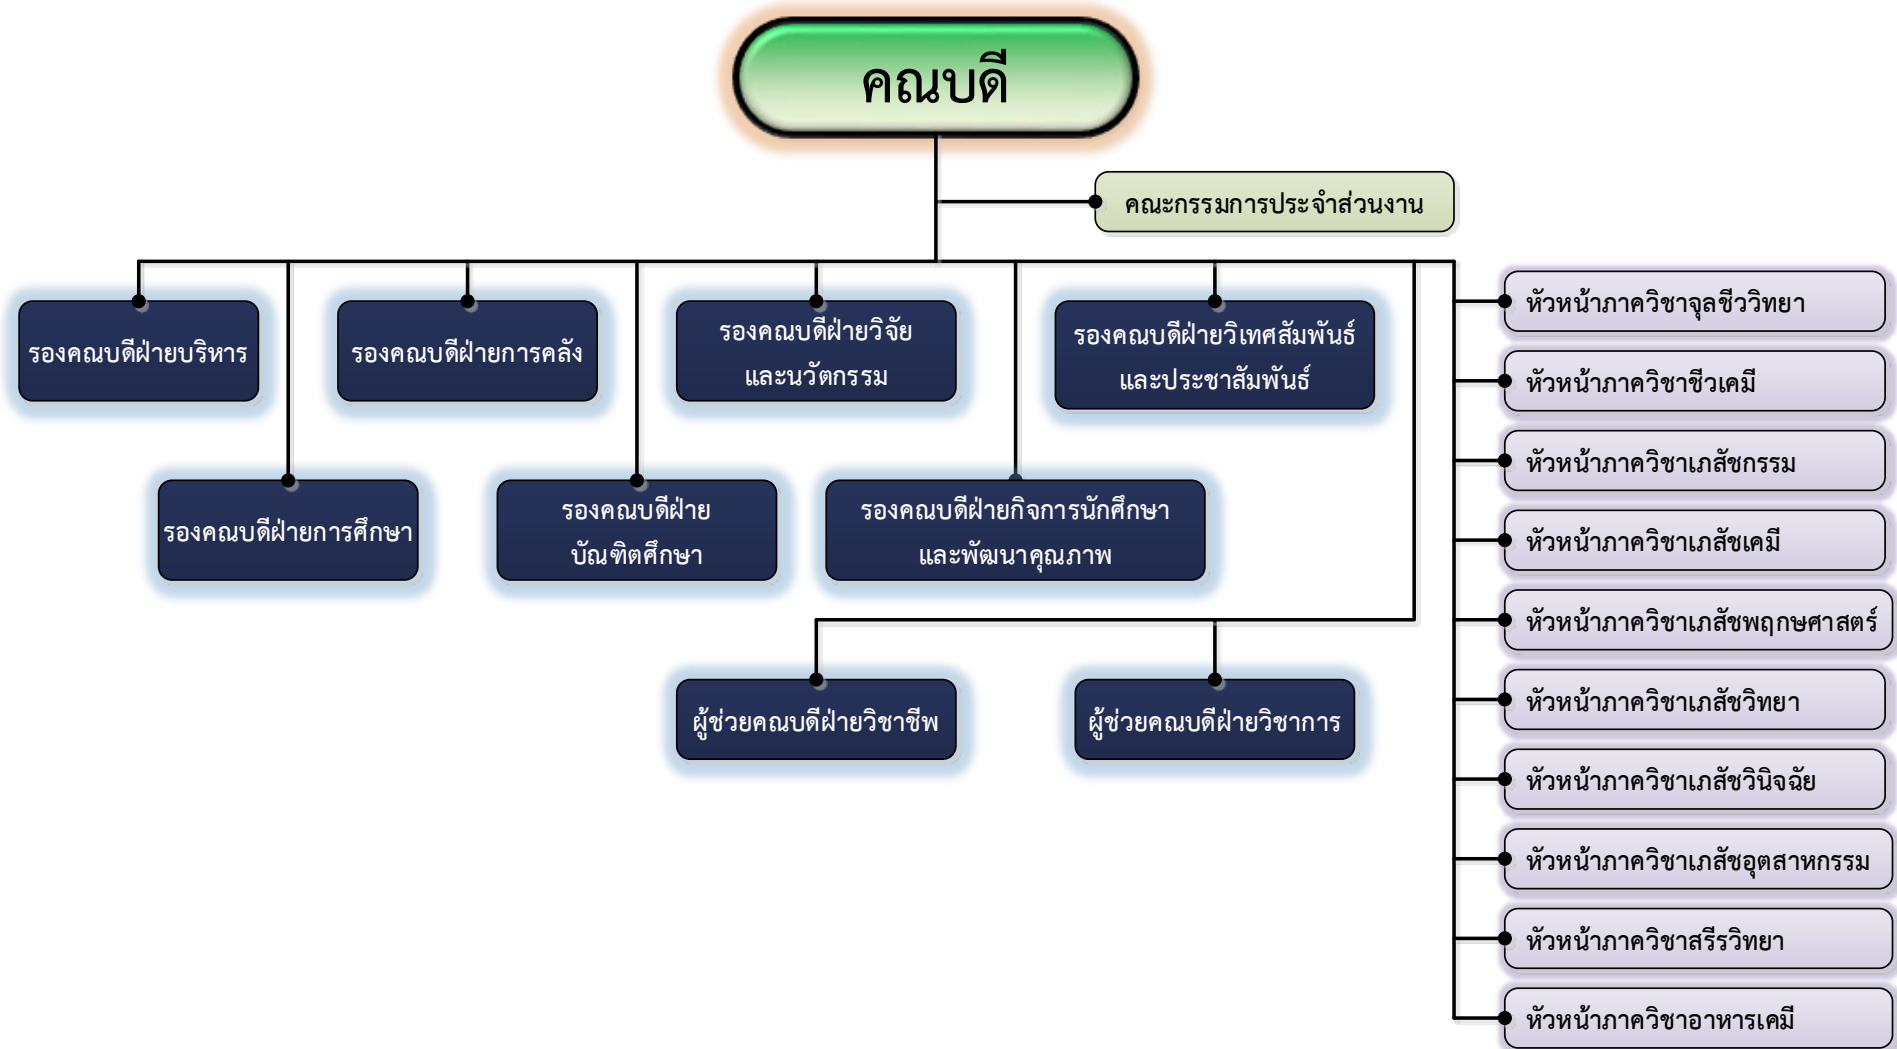 คณบดี
คณะกรรมการประจำส่วนงาน
รองคณบดีฝ่ายบริหาร
รองคณบดีฝ่ายการคลัง
รองคณบดีฝ่ายวิจัย
และนวัตกรรม
รองคณบดีฝ่ายวิเทศสัมพันธ์
และประชาสัมพันธ์
รองคณบดีฝ่ายการศึกษา
รองคณบดีฝ่าย
บัณฑิตศึกษา
รองคณบดีฝ่ายกิจการนักศึกษา
และพัฒนาคุณภาพ
ผู้ช่วยคณบดีฝ่ายวิชาชีพ
ผู้ช่วยคณบดีฝ่ายวิชาการ
หัวหน้าภาควิชาจุลชีววิทยา
หัวหน้าภาควิชาชีวเคมี
หัวหน้าภาควิชาเภสัชกรรม
หัวหน้าภาควิชาเภสัชเคมี
หัวหน้าภาควิชาเภสัชพฤกษศาสตร์
หัวหน้าภาควิชาเภสัชวิทยา
หัวหน้าภาควิชาเภสัชวินิจฉัย
หัวหน้าภาควิชาเภสัชอุตสาหกรรม
หัวหน้าภาควิชาสรีรวิทยา
หัวหน้าภาควิชาอาหารเคมี